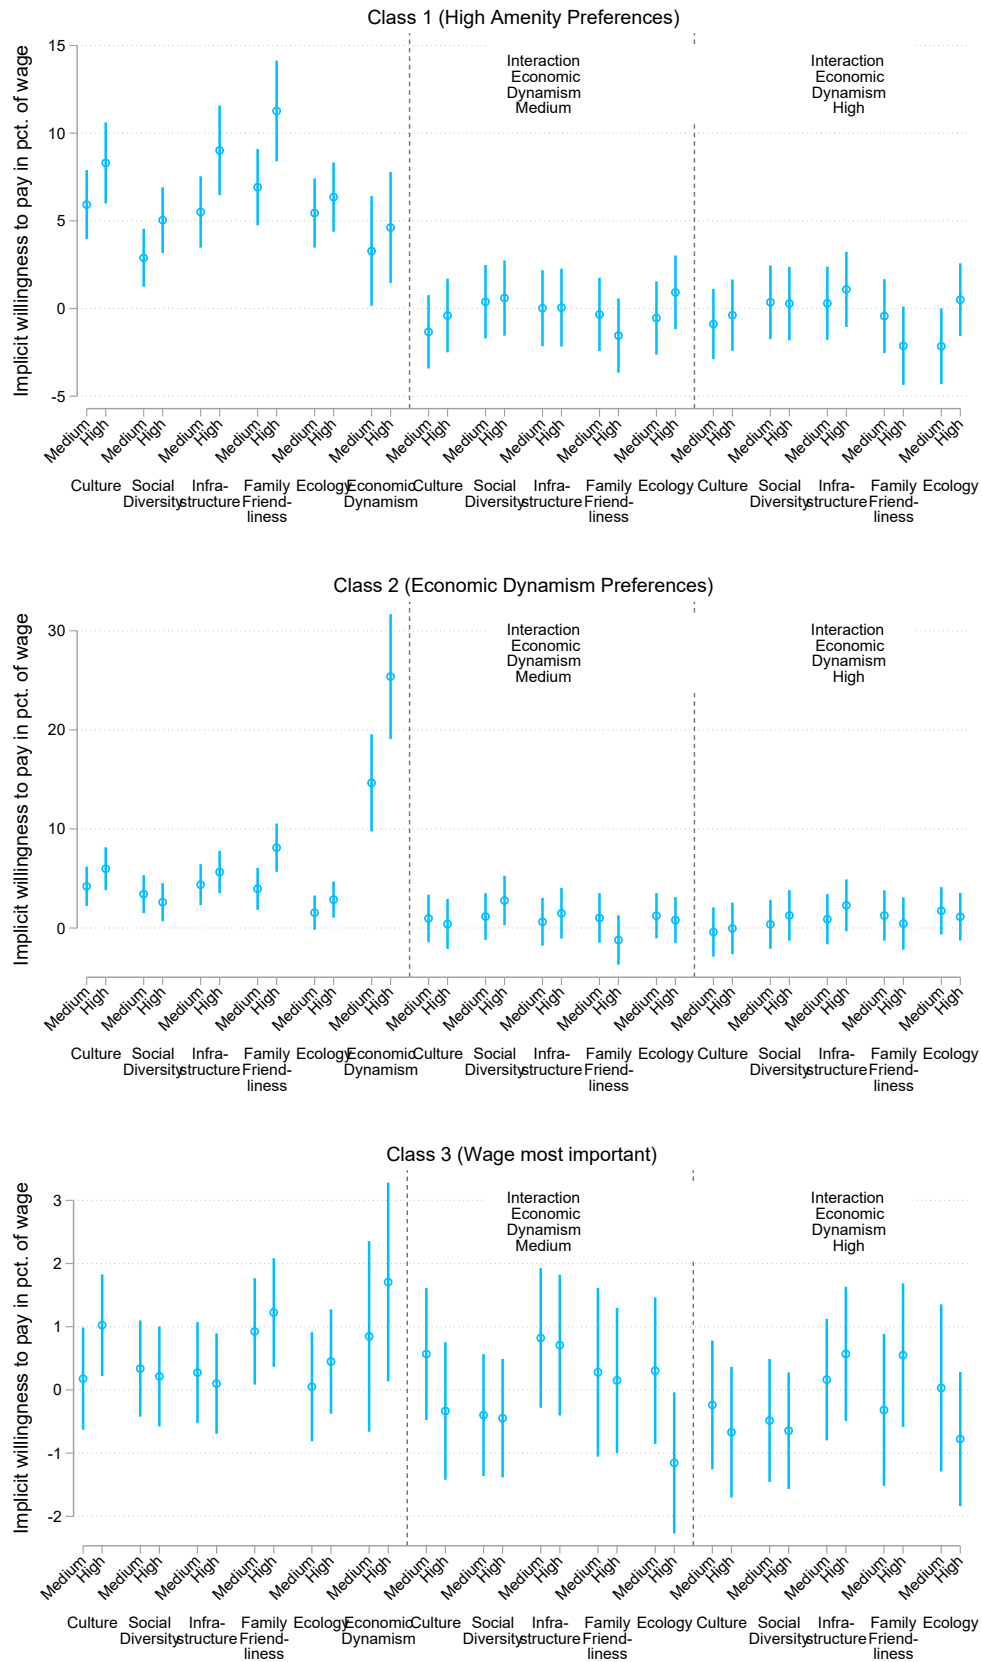 Class 1 (High Amenity Preferences)
Implicit willingness to pay in pct. of wage
15
10
5
0
-5
Interaction
Economic
Dynamism
Medium
Interaction
Economic
Dynamism
High
Medium High Medium High Medium High Medium High Medium High Medium High Medium High Medium High Medium High Medium High Medium High Medium High Medium High Medium High Medium High Medium High
Culture Social Infra- Family Ecology Economic Culture Social Infra- Family Ecology Culture Social Infra- Family Ecology
Diversity structure Friend- Dynamism Diversity structure Friend- Diversity structure Friend-
liness liness liness
Class 2 (Economic Dynamism Preferences)
Implicit willingness to pay in pct. of wage
30
20
10
0
Interaction
Economic
Dynamism
Medium
Interaction
Economic
Dynamism
High
Medium High Medium High Medium High Medium High Medium High Medium High Medium High Medium High Medium High Medium High Medium High Medium High Medium High Medium High Medium High Medium High
Culture Social Infra- Family Ecology Economic Culture Social Infra- Family Ecology Culture Social Infra- Family Ecology
Diversity structure Friend- Dynamism Diversity structure Friend- Diversity structure Friend-
liness liness liness
Class 3 (Wage most important)
Implicit willingness to pay in pct. of wage
3
2
1
0
-1
-2
Interaction
Economic
Dynamism
Medium
Interaction
Economic
Dynamism
High
Medium High Medium High Medium High Medium High Medium High Medium High Medium High Medium High Medium High Medium High Medium High Medium High Medium High Medium High Medium High Medium High
Culture Social Infra- Family Ecology Economic Culture Social Infra- Family Ecology Culture Social Infra- Family Ecology
Diversity structure Friend- Dynamism Diversity structure Friend- Diversity structure Friend-
liness liness liness